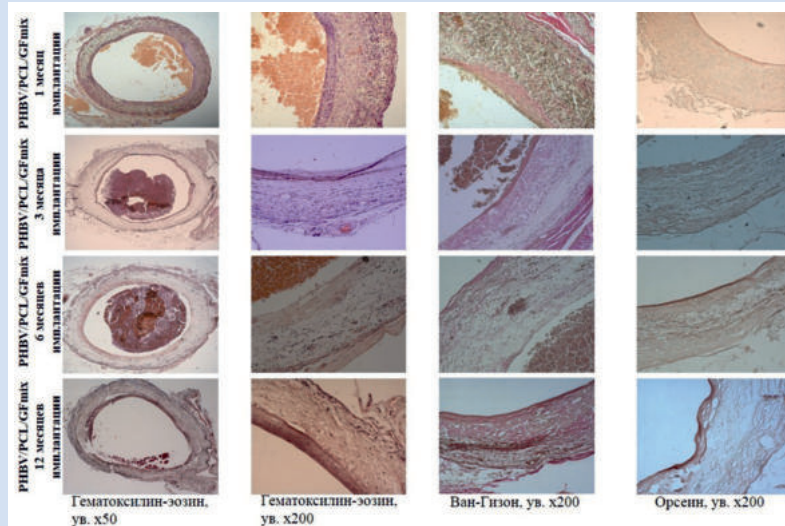 PHBV/PCL/GFmix
1 месяц
имплантации
PHBV/PCL/GFmix
3 месяца
имплантации
PHBV/PCL/GFmix
6 месяцев
имплантации
PHBV/PCL/GFmix
12 месяцев
имплантации
Гематоксилин-эозин,
ув. х50
Гематоксилин-эозин,
ув. х200
Ван-Гизон, ув. х200
Орсеин, ув. х200